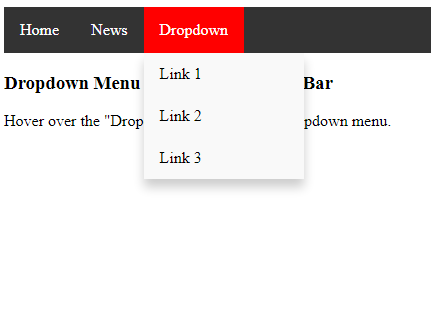 Home News Dropdown
Link 1
Dropdown Menu Bar
Link 2
Hover over the "Drop pdown menu.
Link 3